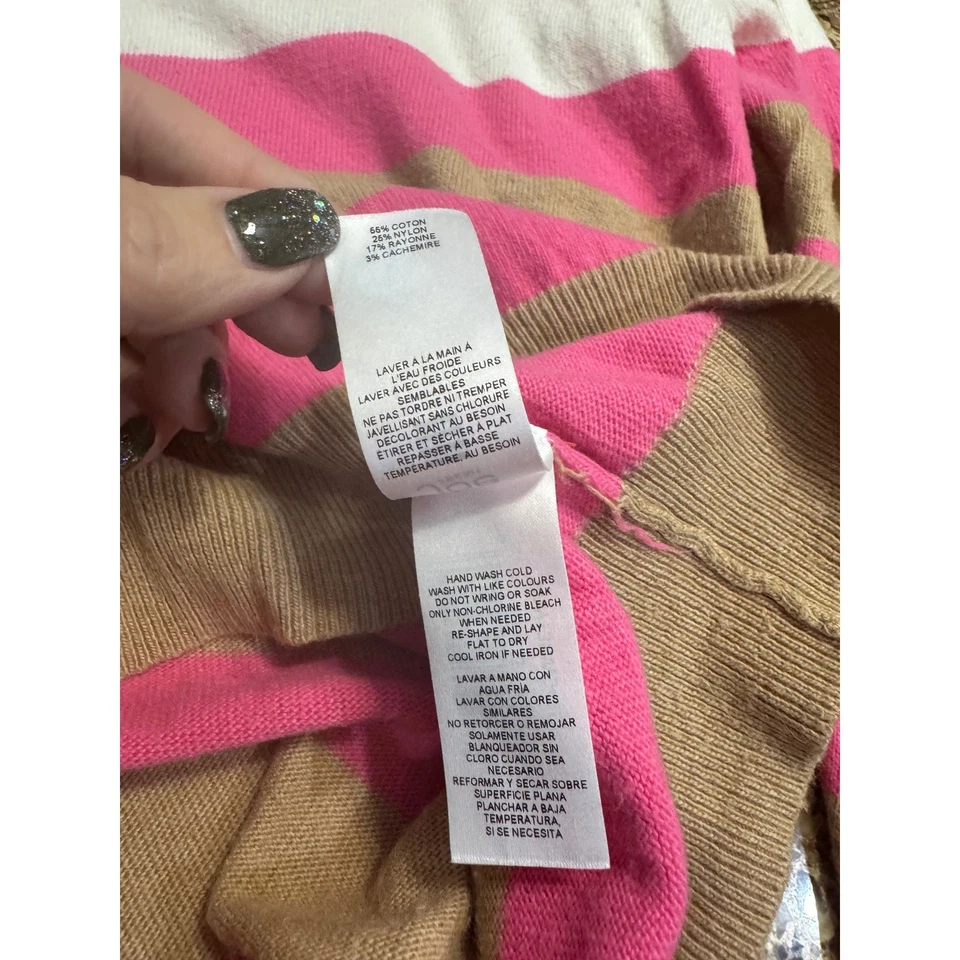 55% COTON
25% NYLON
17% RAYONNE
3% CACHEMIRE
LAVER À LA MAIN À
L'EAU FROIDE
LAVER AVEC DES COULEURS
SEMBLABLES
NE PAS TORDRE NI TREMPER
JAVELLISANT SANS CHLORURE
DÉCOLORANT AU BESOIN
ÉTIRER ET SÉCHER À PLAT
REPASSER À BASSE
TEMPÉRATURE, AU BESOIN
HAND WASH COLD
WASH WITH LIKE COLOURS
DO NOT WRING OR SOAK
ONLY NON-CHLORINE BLEACH
WHEN NEEDED
RE-SHAPE AND LAY
FLAT TO DRY
COOL IRON IF NEEDED
LAVAR A MANO CON
AGUA FRÍA
LAVAR CON COLORES
SIMILARES
NO RETORCER O REMOJAR
SOLAMENTE USAR
BLANQUEADOR SIN
CLORO CUANDO SEA
NECESARIO
REFORMAR Y SECAR SOBRE
SUPERFICIE PLANA
PLANCHAR A BAJA
TEMPERATURA,
SI SE NECESITA